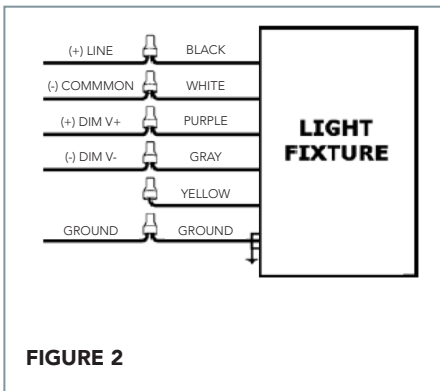 (+) LINE BLACK
(-) COMMMON WHITE
(+) DIM V+ PURPLE
(-) DIM V- GRAY
YELLOW
GROUND GROUND
LIGHT
FIXTURE
FIGURE 2